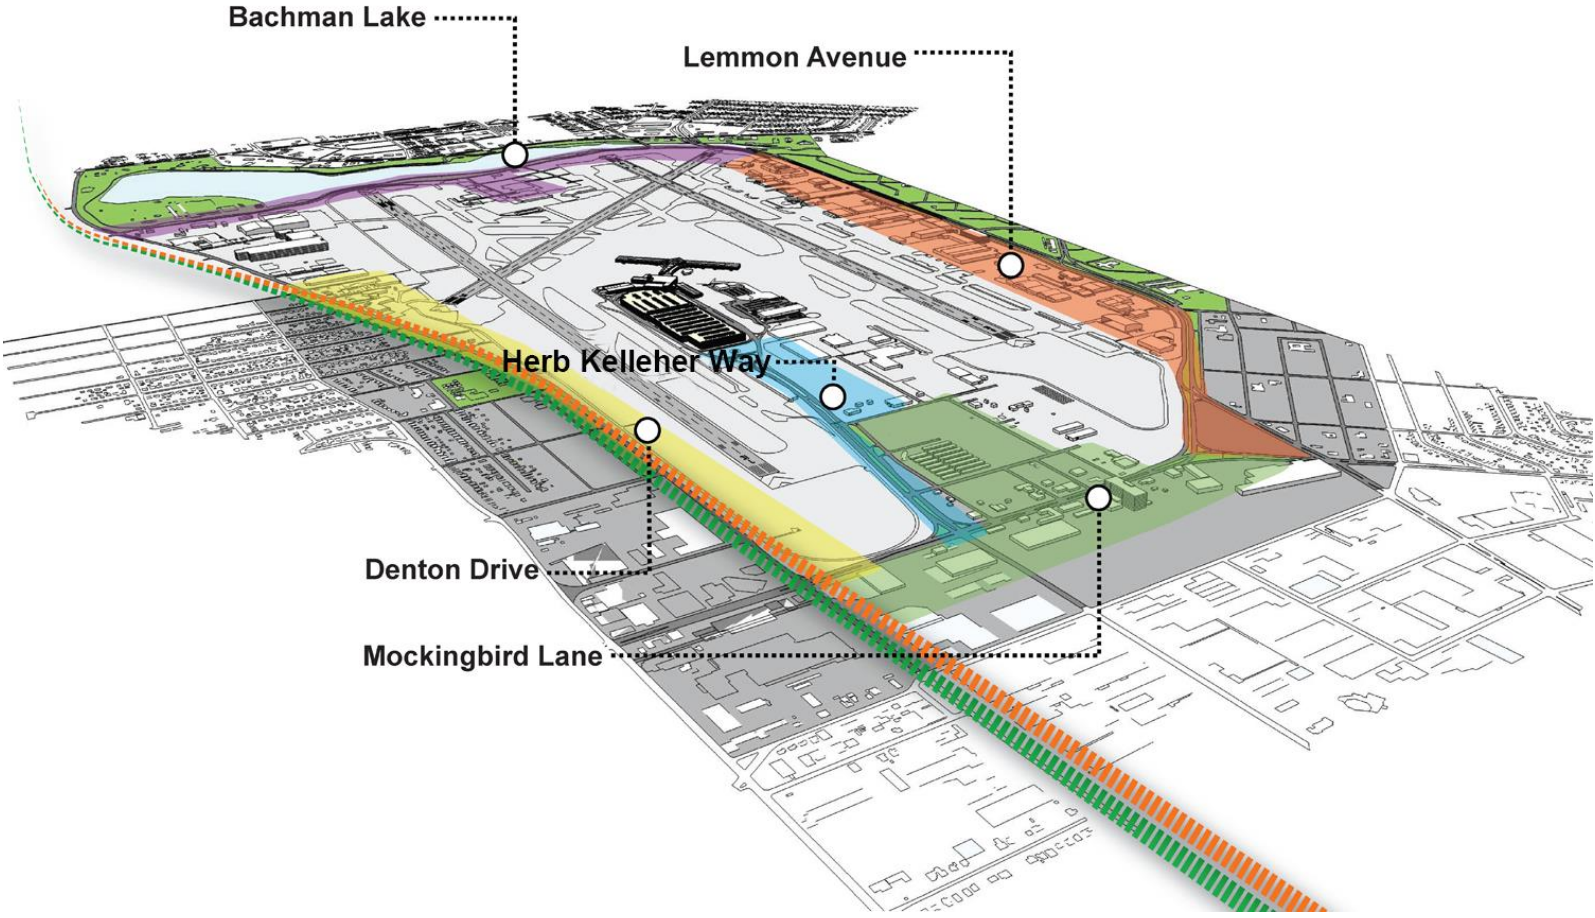 Bachman Lake
Lemmon Avenue
Herb Kelleher Way
Denton Drive
Mockingbird Lane